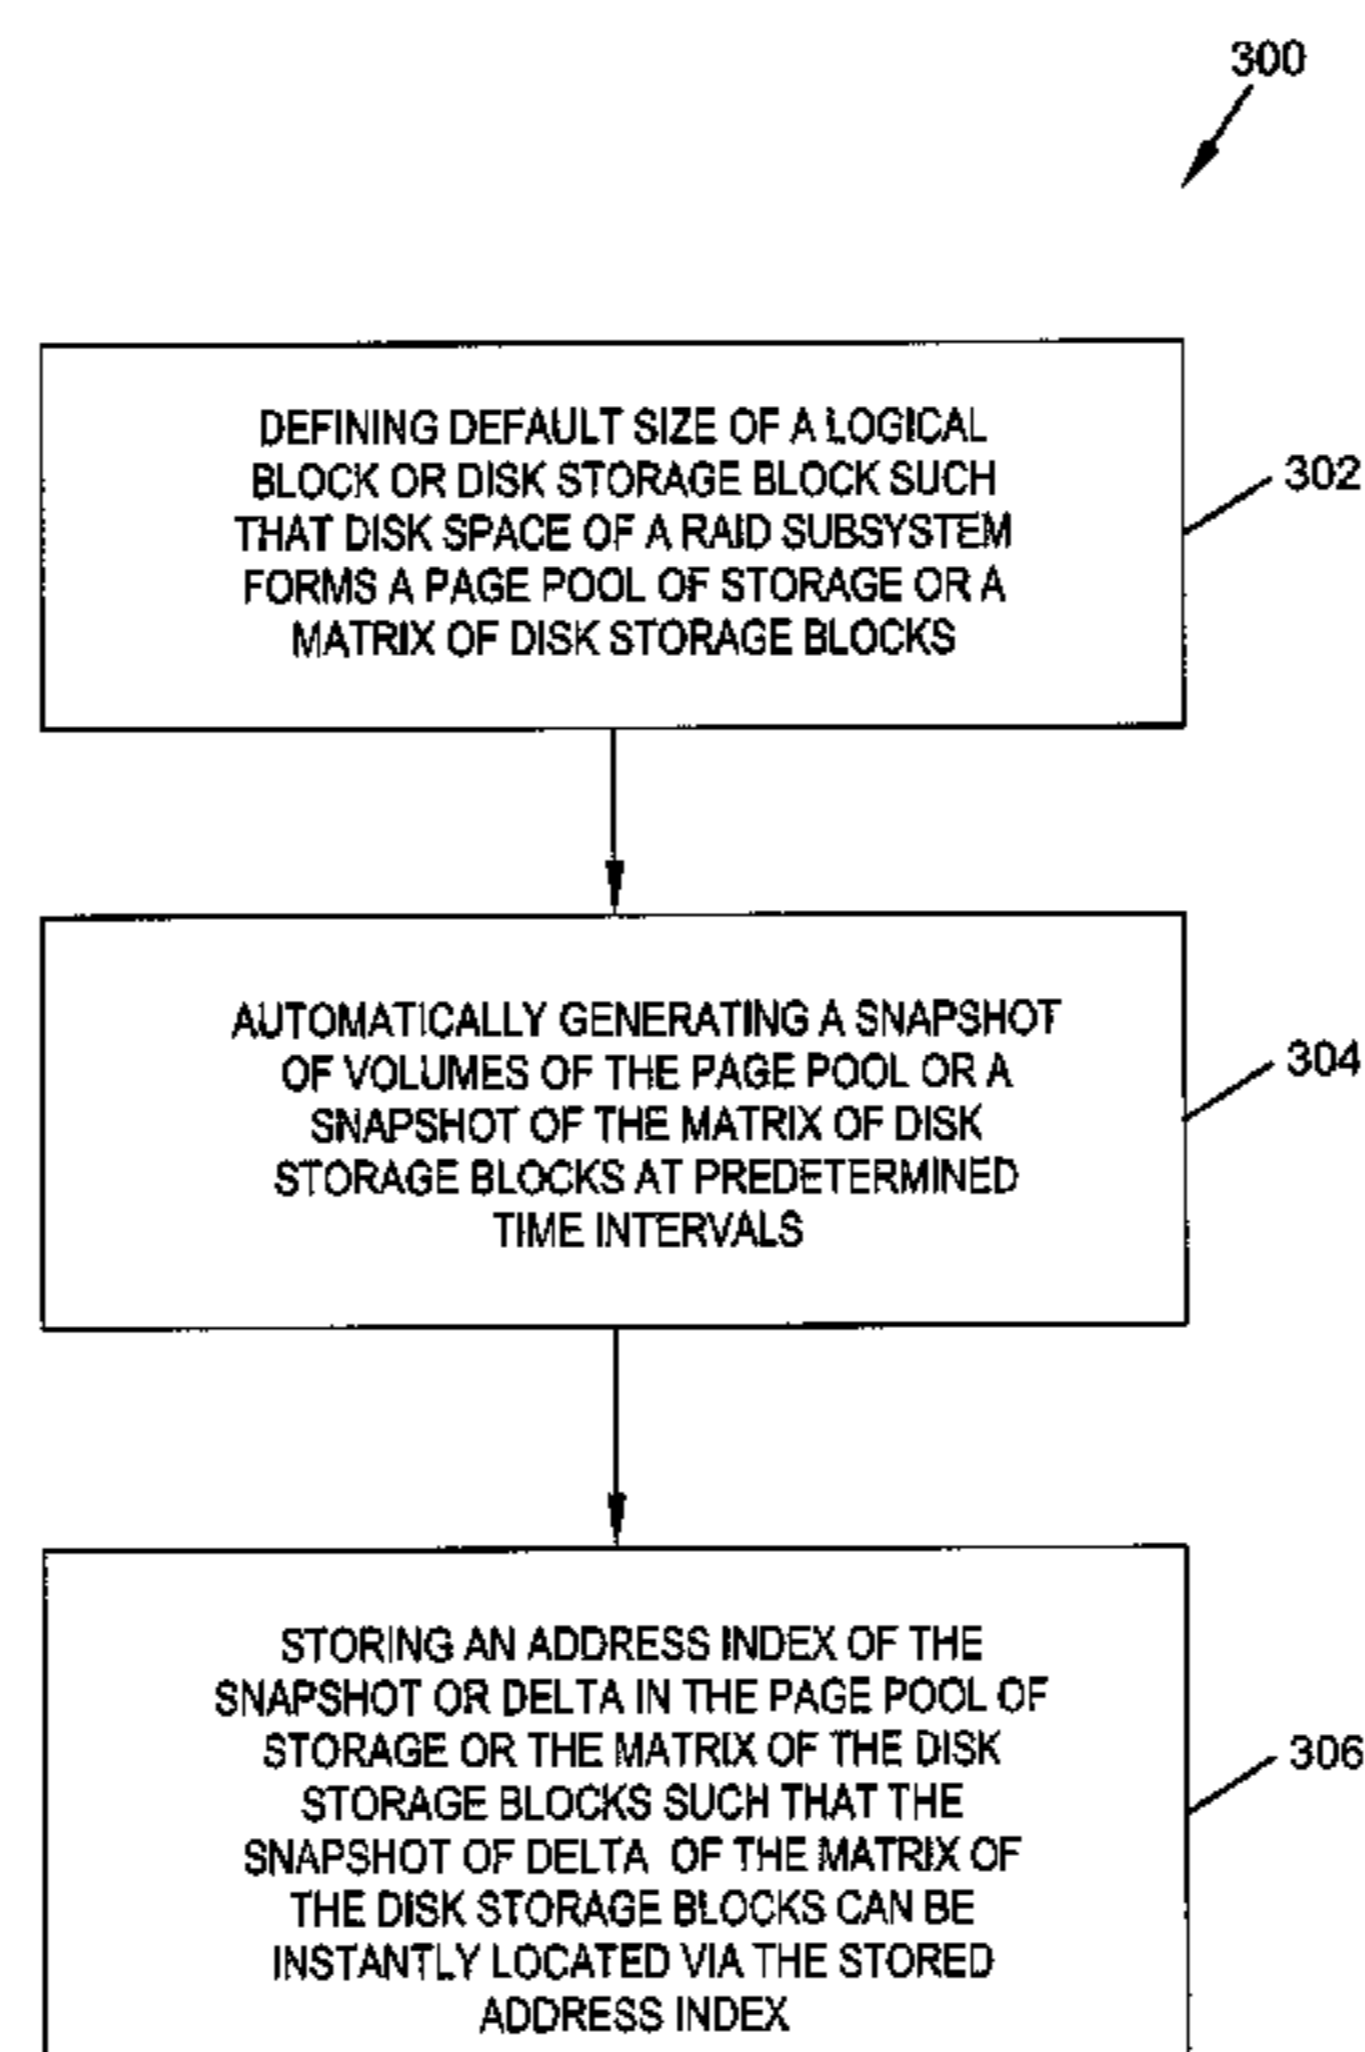 300
DEFINING DEFAULT SIZE OF A LOGICAL
BLOCK OR DISK STORAGE BLOCK SUCH
THAT DISK SPACE OF A RAID SUBSYSTEM
FORMS A PAGE POOL OF STORAGE OR A
MATRIX OF DISK STORAGE BLOCKS
302
AUTOMATICALLY GENERATING A SNAPSHOT
OF VOLUMES OF THE PAGE POOL OR A
SNAPSHOT OF THE MATRIX OF DISK
STORAGE BLOCKS AT PREDETERMINED
TIME INTERVALS
304
STORING AN ADDRESS INDEX OF THE
SNAPSHOT OR DELTA IN THE PAGE POOL OF
STORAGE OR THE MATRIX OF THE DISK
STORAGE BLOCKS SUCH THAT THE
SNAPSHOT OF DELTA OF THE MATRIX OF
THE DISK STORAGE BLOCKS CAN BE
INSTANTLY LOCATED VIA THE STORED
ADDRESS INDEX
306